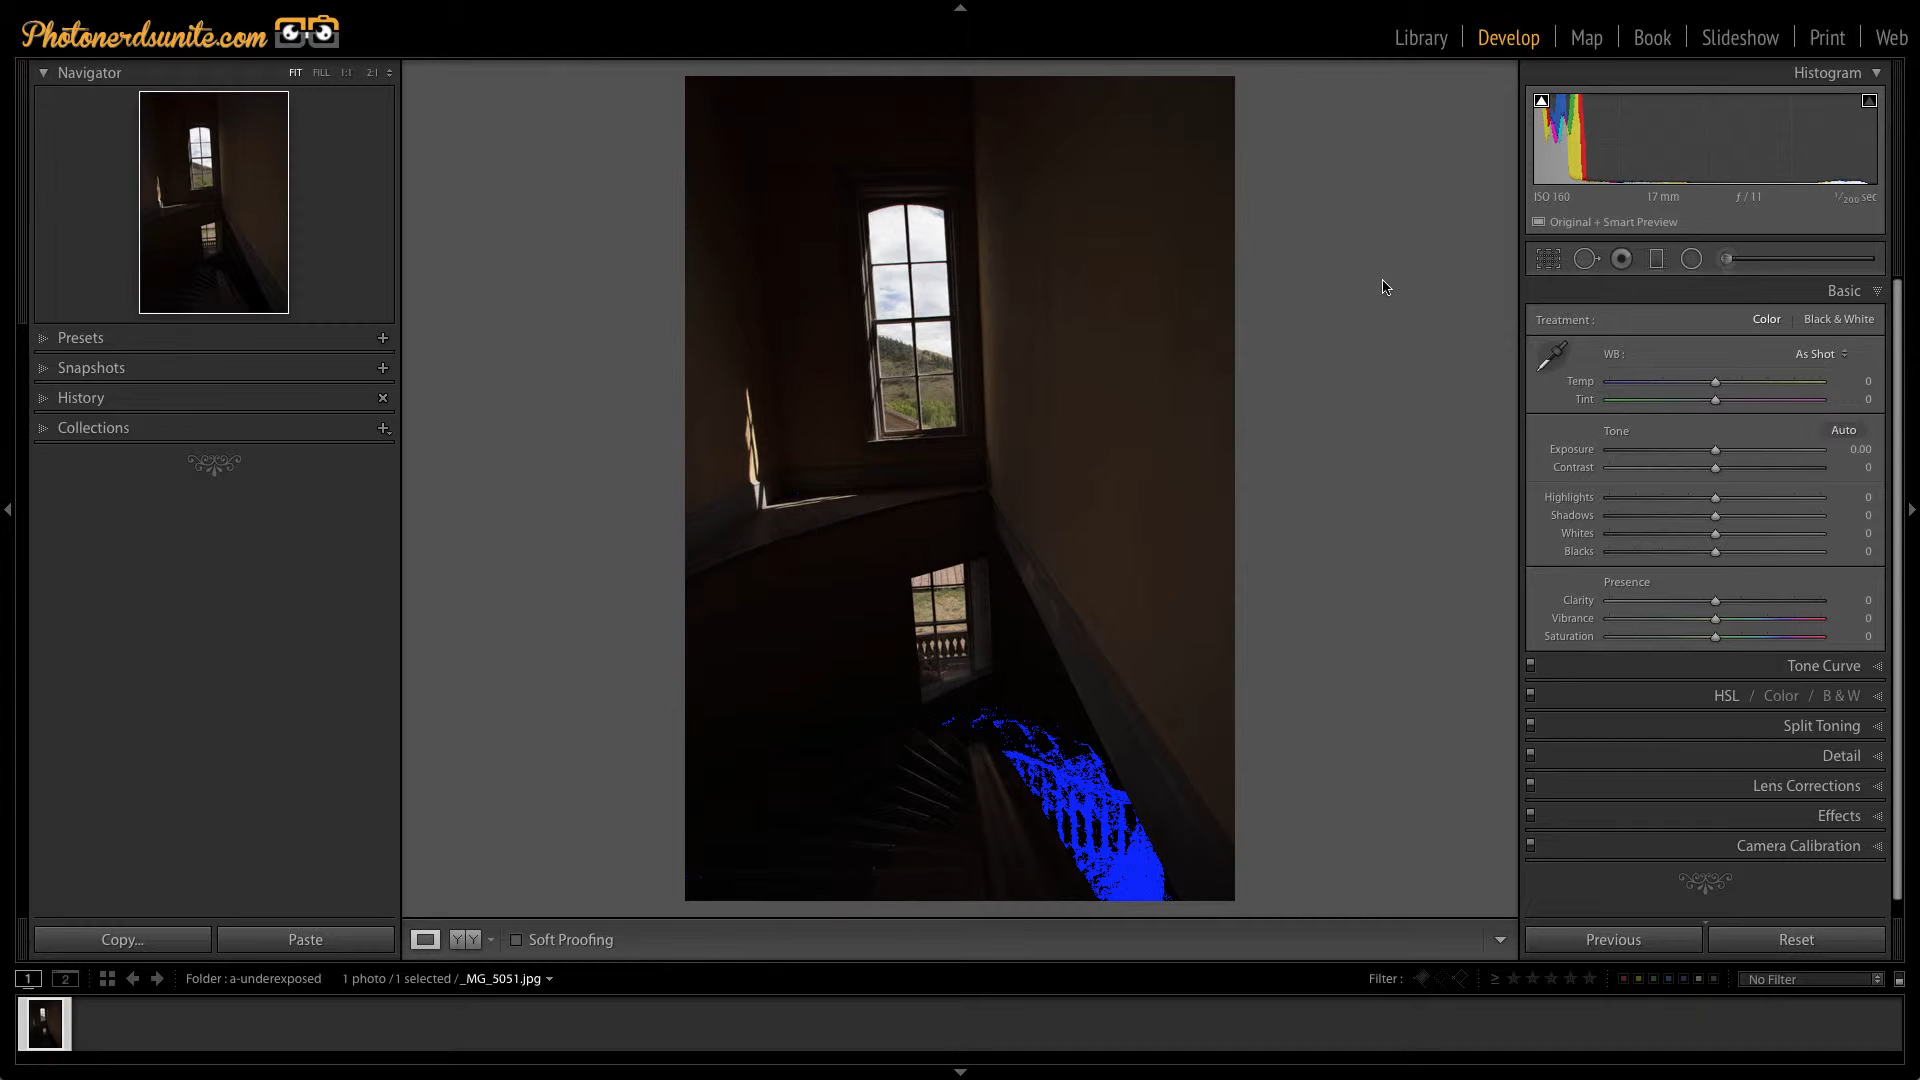 Photonerdsunite.com
Library | Develop | Map | Book | Slideshow | Print | Web
Navigator FIT FILL 1:1 2:1
Presets
Snapshots
History
Collections
Copy... Paste
Soft Proofing
Histogram
ISO 160 17 mm ƒ / 11 1/200 sec
Original + Smart Preview
Basic
Treatment : Color | Black & White
WB : As Shot
Temp 0
Tint 0
Tone Auto
Exposure 0.00
Contrast 0
Highlights 0
Shadows 0
Whites 0
Blacks 0
Presence
Clarity 0
Vibrance 0
Saturation 0
Tone Curve
HSL / Color / B & W
Split Toning
Detail
Lens Corrections
Effects
Camera Calibration
Previous Reset
1 2 Folder : a-underexposed 1 photo / 1 selected / _MG_5051.jpg Filter : ≥ No Filter